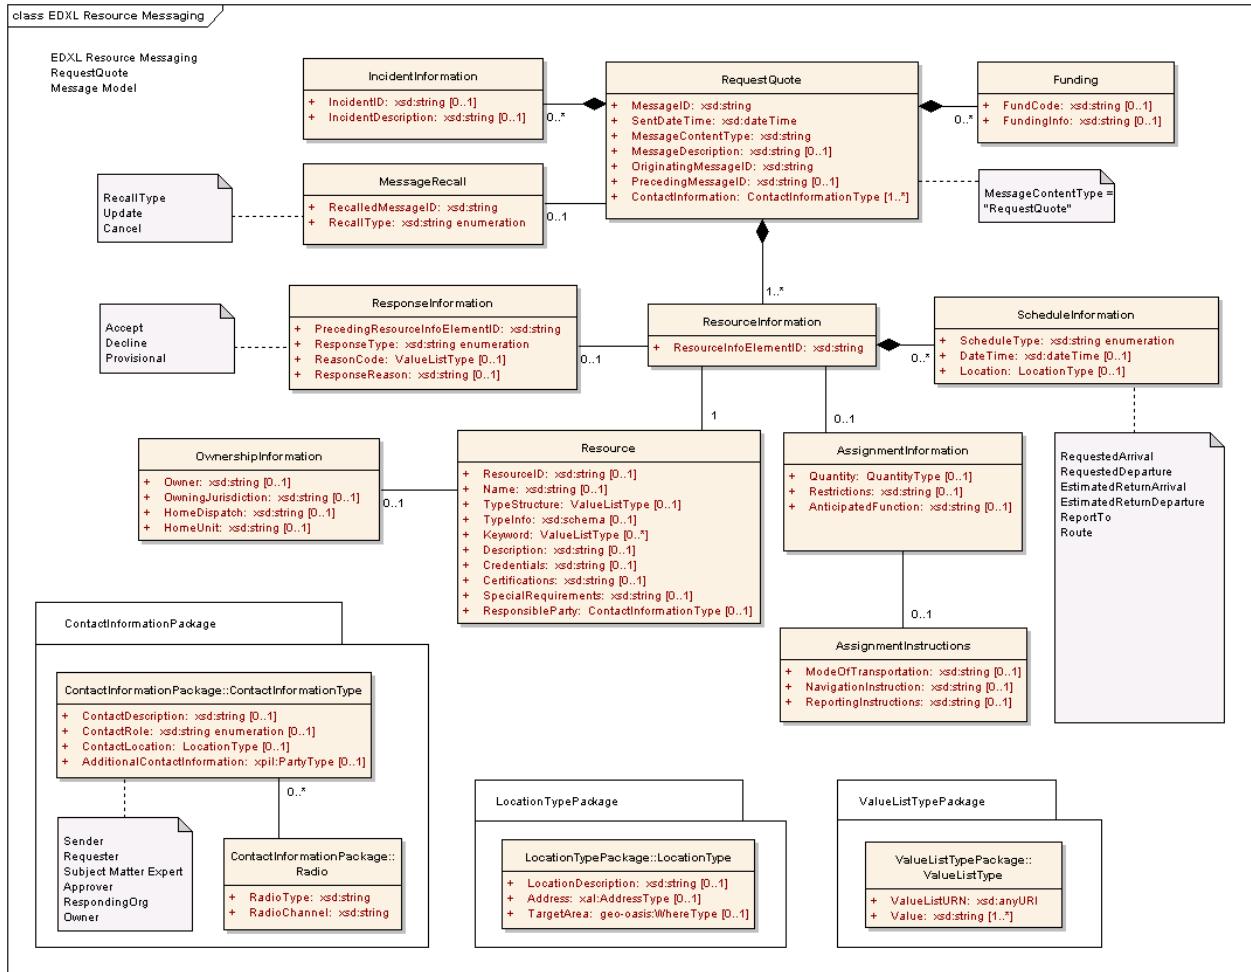 class EDXL Resource Messaging
EDXL Resource Messaging
RequestQuote
Message Model
IncidentInformation
+ IncidentID: xsd:string [0..1]
+ IncidentDescription: xsd:string [0..1]
0..*
RequestQuote
+ MessageID: xsd:string
+ SentDateTime: xsd:dateTime
+ MessageContentType: xsd:string
+ MessageDescription: xsd:string [0..1]
+ OriginatingMessageID: xsd:string
+ PrecedingMessageID: xsd:string [0..1]
+ ContactInformation: ContactInformationType [1..*]
Funding
+ FundCode: xsd:string [0..1]
+ FundingInfo: xsd:string [0..1]
0..*
RecallType
Update
Cancel
MessageRecall
+ RecalledMessageID: xsd:string
+ RecallType: xsd:string enumeration
0..1
MessageContentType =
"RequestQuote"
1..*
Accept
Decline
Provisional
ResponseInformation
+ PrecedingResourceInfoElementID: xsd:string
+ ResponseType: xsd:string enumeration
+ ReasonCode: ValueListType [0..1]
+ ResponseReason: xsd:string [0..1]
0..1
ResourceInformation
+ ResourceInfoElementID: xsd:string
0..*
ScheduleInformation
+ ScheduleType: xsd:string enumeration
+ DateTime: xsd:dateTime [0..1]
+ Location: LocationType [0..1]
1
0..1
OwnershipInformation
+ Owner: xsd:string [0..1]
+ OwningJurisdiction: xsd:string [0..1]
+ HomeDispatch: xsd:string [0..1]
+ HomeUnit: xsd:string [0..1]
0..1
Resource
+ ResourceID: xsd:string [0..1]
+ Name: xsd:string [0..1]
+ TypeStructure: ValueListType [0..1]
+ TypeInfo: xsd:schema [0..1]
+ Keyword: ValueListType [0..*]
+ Description: xsd:string [0..1]
+ Credentials: xsd:string [0..1]
+ Certifications: xsd:string [0..1]
+ SpecialRequirements: xsd:string [0..1]
+ ResponsibleParty: ContactInformationType [0..1]
AssignmentInformation
+ Quantity: QuantityType [0..1]
+ Restrictions: xsd:string [0..1]
+ AnticipatedFunction: xsd:string [0..1]
RequestedArrival
RequestedDeparture
EstimatedReturnArrival
EstimatedReturnDeparture
ReportTo
Route
0..1
AssignmentInstructions
+ ModeOfTransportation: xsd:string [0..1]
+ NavigationInstruction: xsd:string [0..1]
+ ReportingInstructions: xsd:string [0..1]
ContactInformationPackage
ContactInformationPackage::ContactInformationType
+ ContactDescription: xsd:string [0..1]
+ ContactRole: xsd:string enumeration [0..1]
+ ContactLocation: LocationType [0..1]
+ AdditionalContactInformation: xpil:PartyType [0..1]
0..*
Sender
Requester
Subject Matter Expert
Approver
RespondingOrg
Owner
ContactInformationPackage::
Radio
+ RadioType: xsd:string
+ RadioChannel: xsd:string
LocationTypePackage
LocationTypePackage::LocationType
+ LocationDescription: xsd:string [0..1]
+ Address: xal:AddressType [0..1]
+ TargetArea: geo-oasis:WhereType [0..1]
ValueListTypePackage
ValueListTypePackage::
ValueListType
+ ValueListURN: xsd:anyURI
+ Value: xsd:string [1..*]